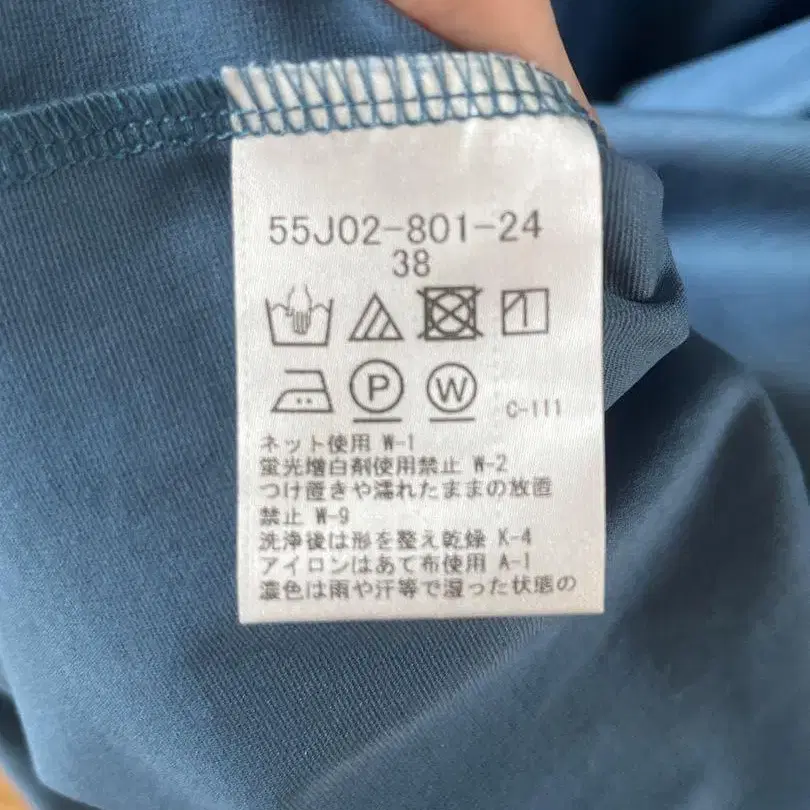 55J02-801-24
38
P W C-111
ネット使用 W-1
蛍光増白剤使用禁止 W-2
つけ置きや濡れたままの放置
禁止 W-9
洗浄後は形を整え乾燥 K-4
アイロンはあて布使用 A-1
濃色は雨や汗等で湿った状態の